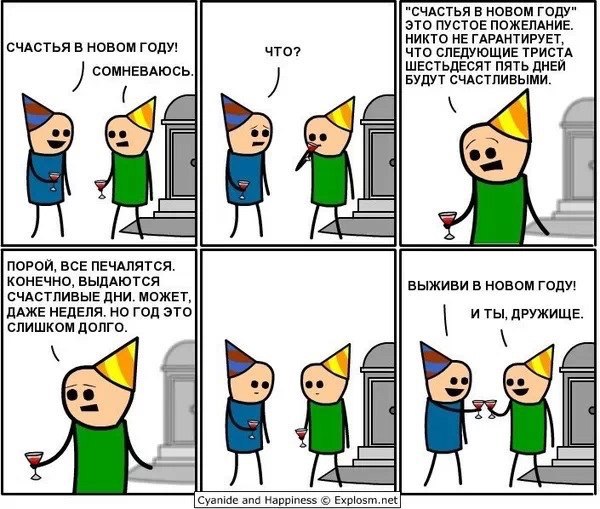 СЧАСТЬЯ В НОВОМ ГОДУ!
СОМНЕВАЮСЬ.
ЧТО?
"СЧАСТЬЯ В НОВОМ ГОДУ"
ЭТО ПУСТОЕ ПОЖЕЛАНИЕ.
НИКТО НЕ ГАРАНТИРУЕТ,
ЧТО СЛЕДУЮЩИЕ ТРИСТА
ШЕСТЬДЕСЯТ ПЯТЬ ДНЕЙ
БУДУТ СЧАСТЛИВЫМИ.
ПОРОЙ, ВСЕ ПЕЧАЛЯТСЯ.
КОНЕЧНО, ВЫДАЮТСЯ
СЧАСТЛИВЫЕ ДНИ. МОЖЕТ,
ДАЖЕ НЕДЕЛЯ. НО ГОД ЭТО
СЛИШКОМ ДОЛГО.
ВЫЖИВИ В НОВОМ ГОДУ!
И ТЫ, ДРУЖИЩЕ.
Cyanide and Happiness © Explosm.net